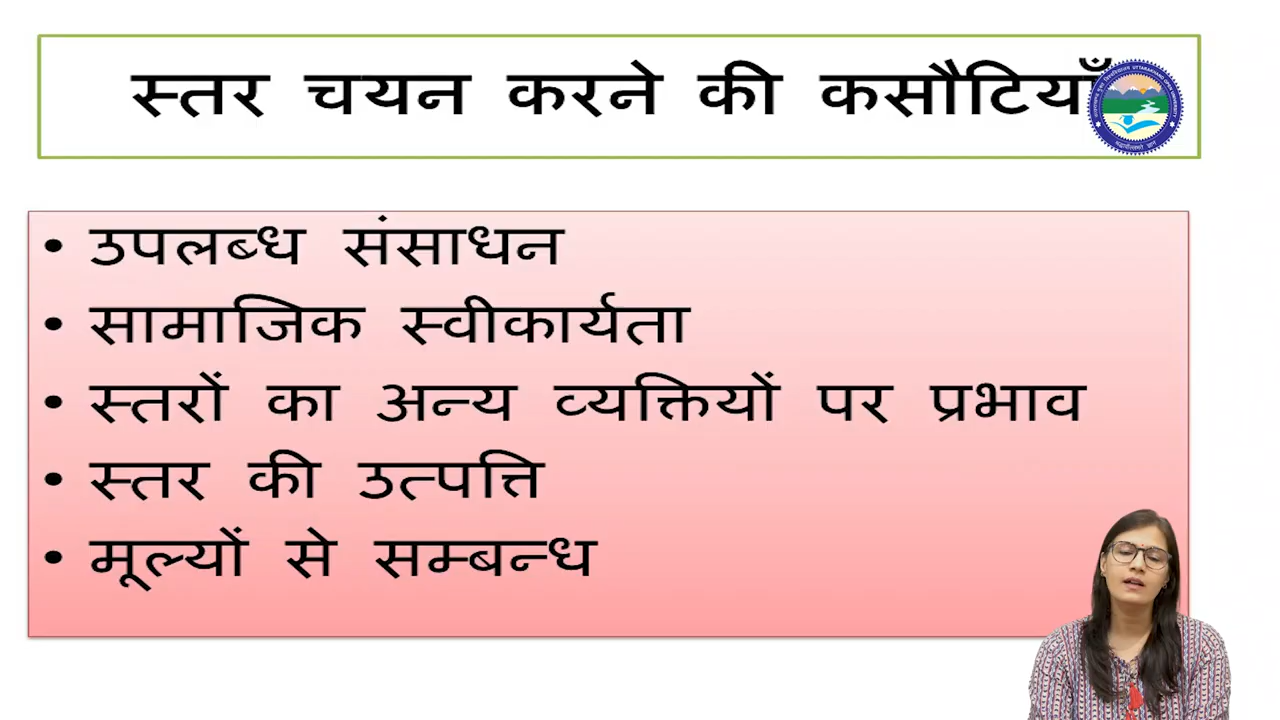 स्तर चयन करने की कसौटियाँ
• उपलब्ध संसाधन
• सामाजिक स्वीकार्यता
• स्तरों का अन्य व्यक्तियों पर प्रभाव
• स्तर की उत्पत्ति
• मूल्यों से सम्बन्ध